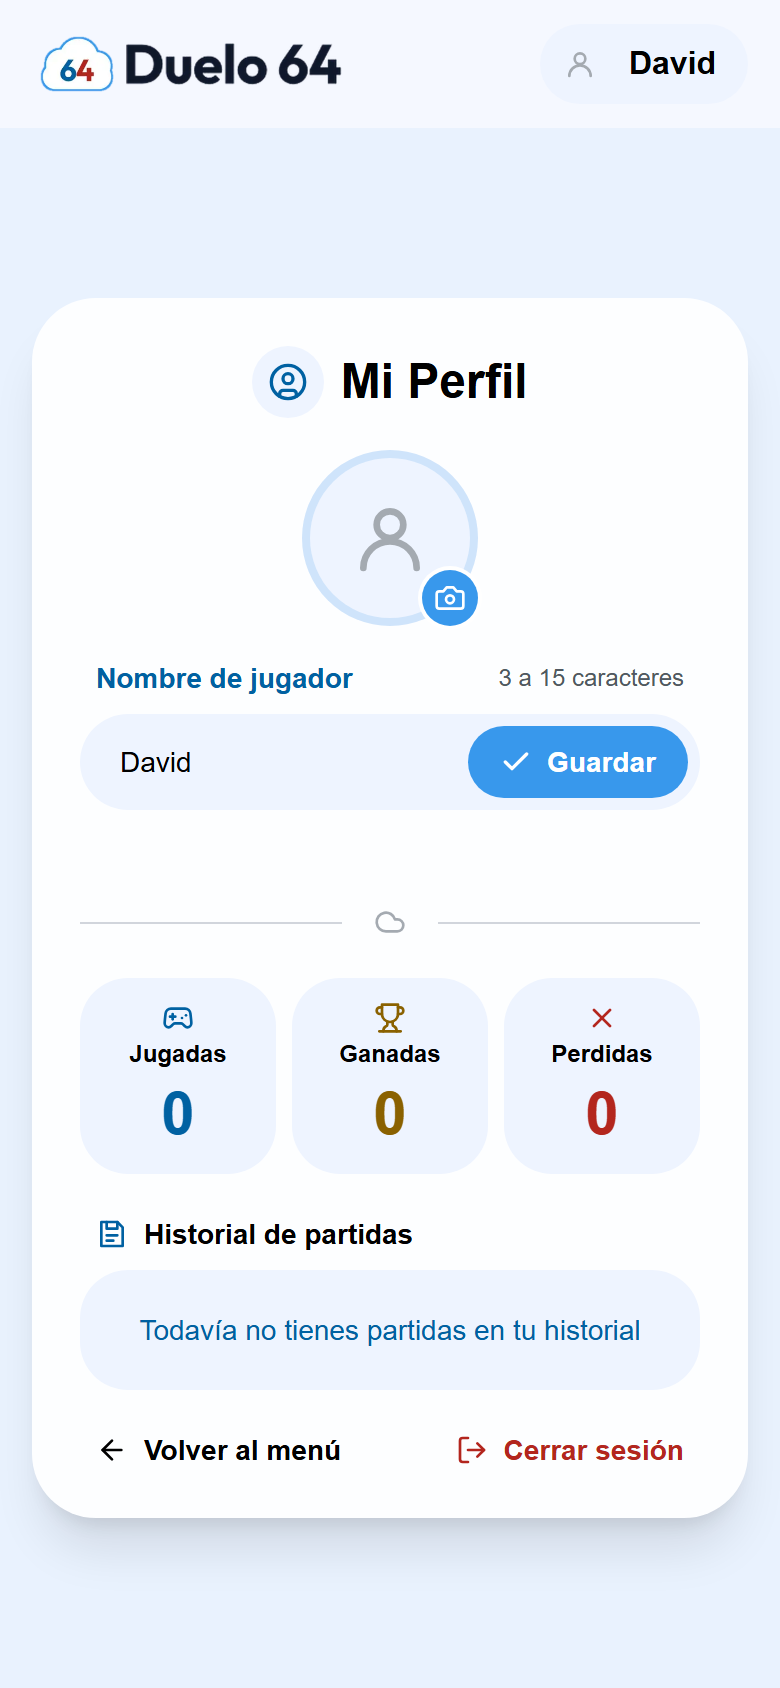 64 Duelo 64
David
Mi Perfil
Nombre de jugador
3 a 15 caracteres
David
Guardar
Jugadas
Ganadas
Perdidas
0
0
0
Historial de partidas
Todavía no tienes partidas en tu historial
Volver al menú
Cerrar sesión